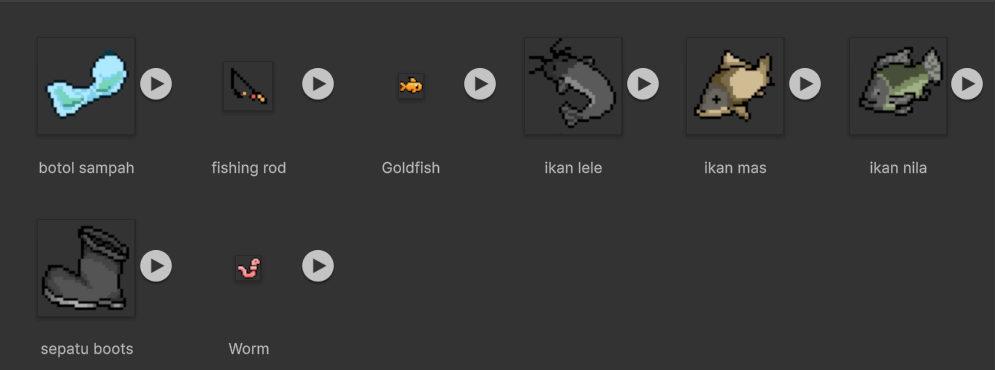 botol sampah
fishing rod
Goldfish
ikan lele
ikan mas
ikan nila
sepatu boots
Worm